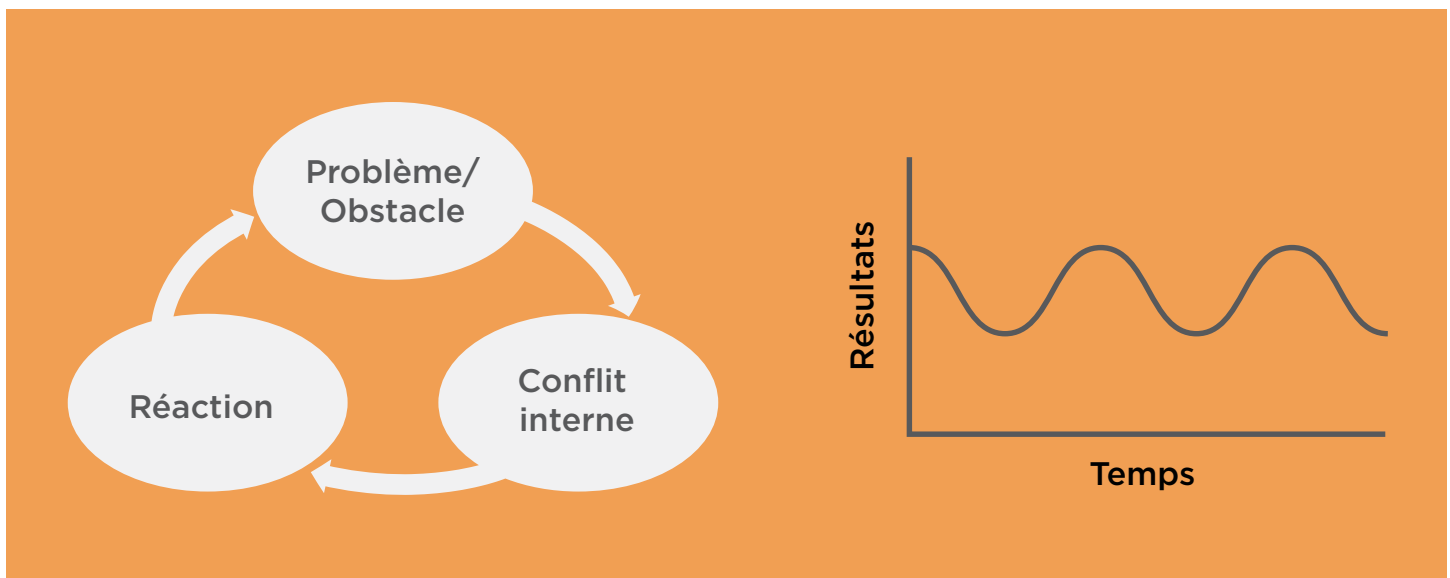 Problème/
Obstacle
Réaction
Conflit
interne
Résultats
Temps